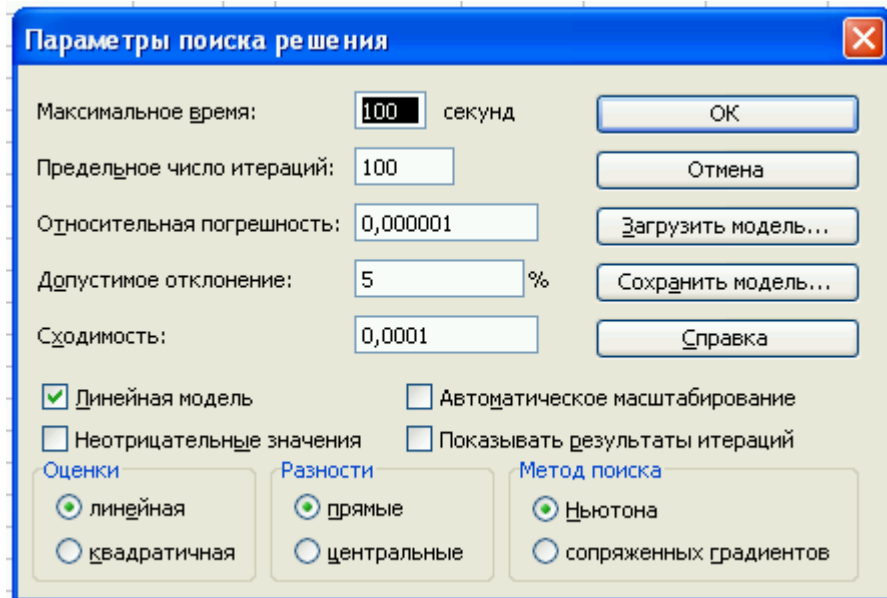 Параметры поиска решения
Максимальное время: 100 секунд ОК
Предельное число итераций: 100 Отмена
Относительная погрешность: 0,000001 Загрузить модель...
Допустимое отклонение: 5 % Сохранить модель...
Сходимость: 0,0001 Справка
Линейная модель Автоматическое масштабирование
Неотрицательные значения Показывать результаты итераций
Оценки Разности Метод поиска
линейная прямые Ньютона
квадратичная центральные сопряженных градиентов